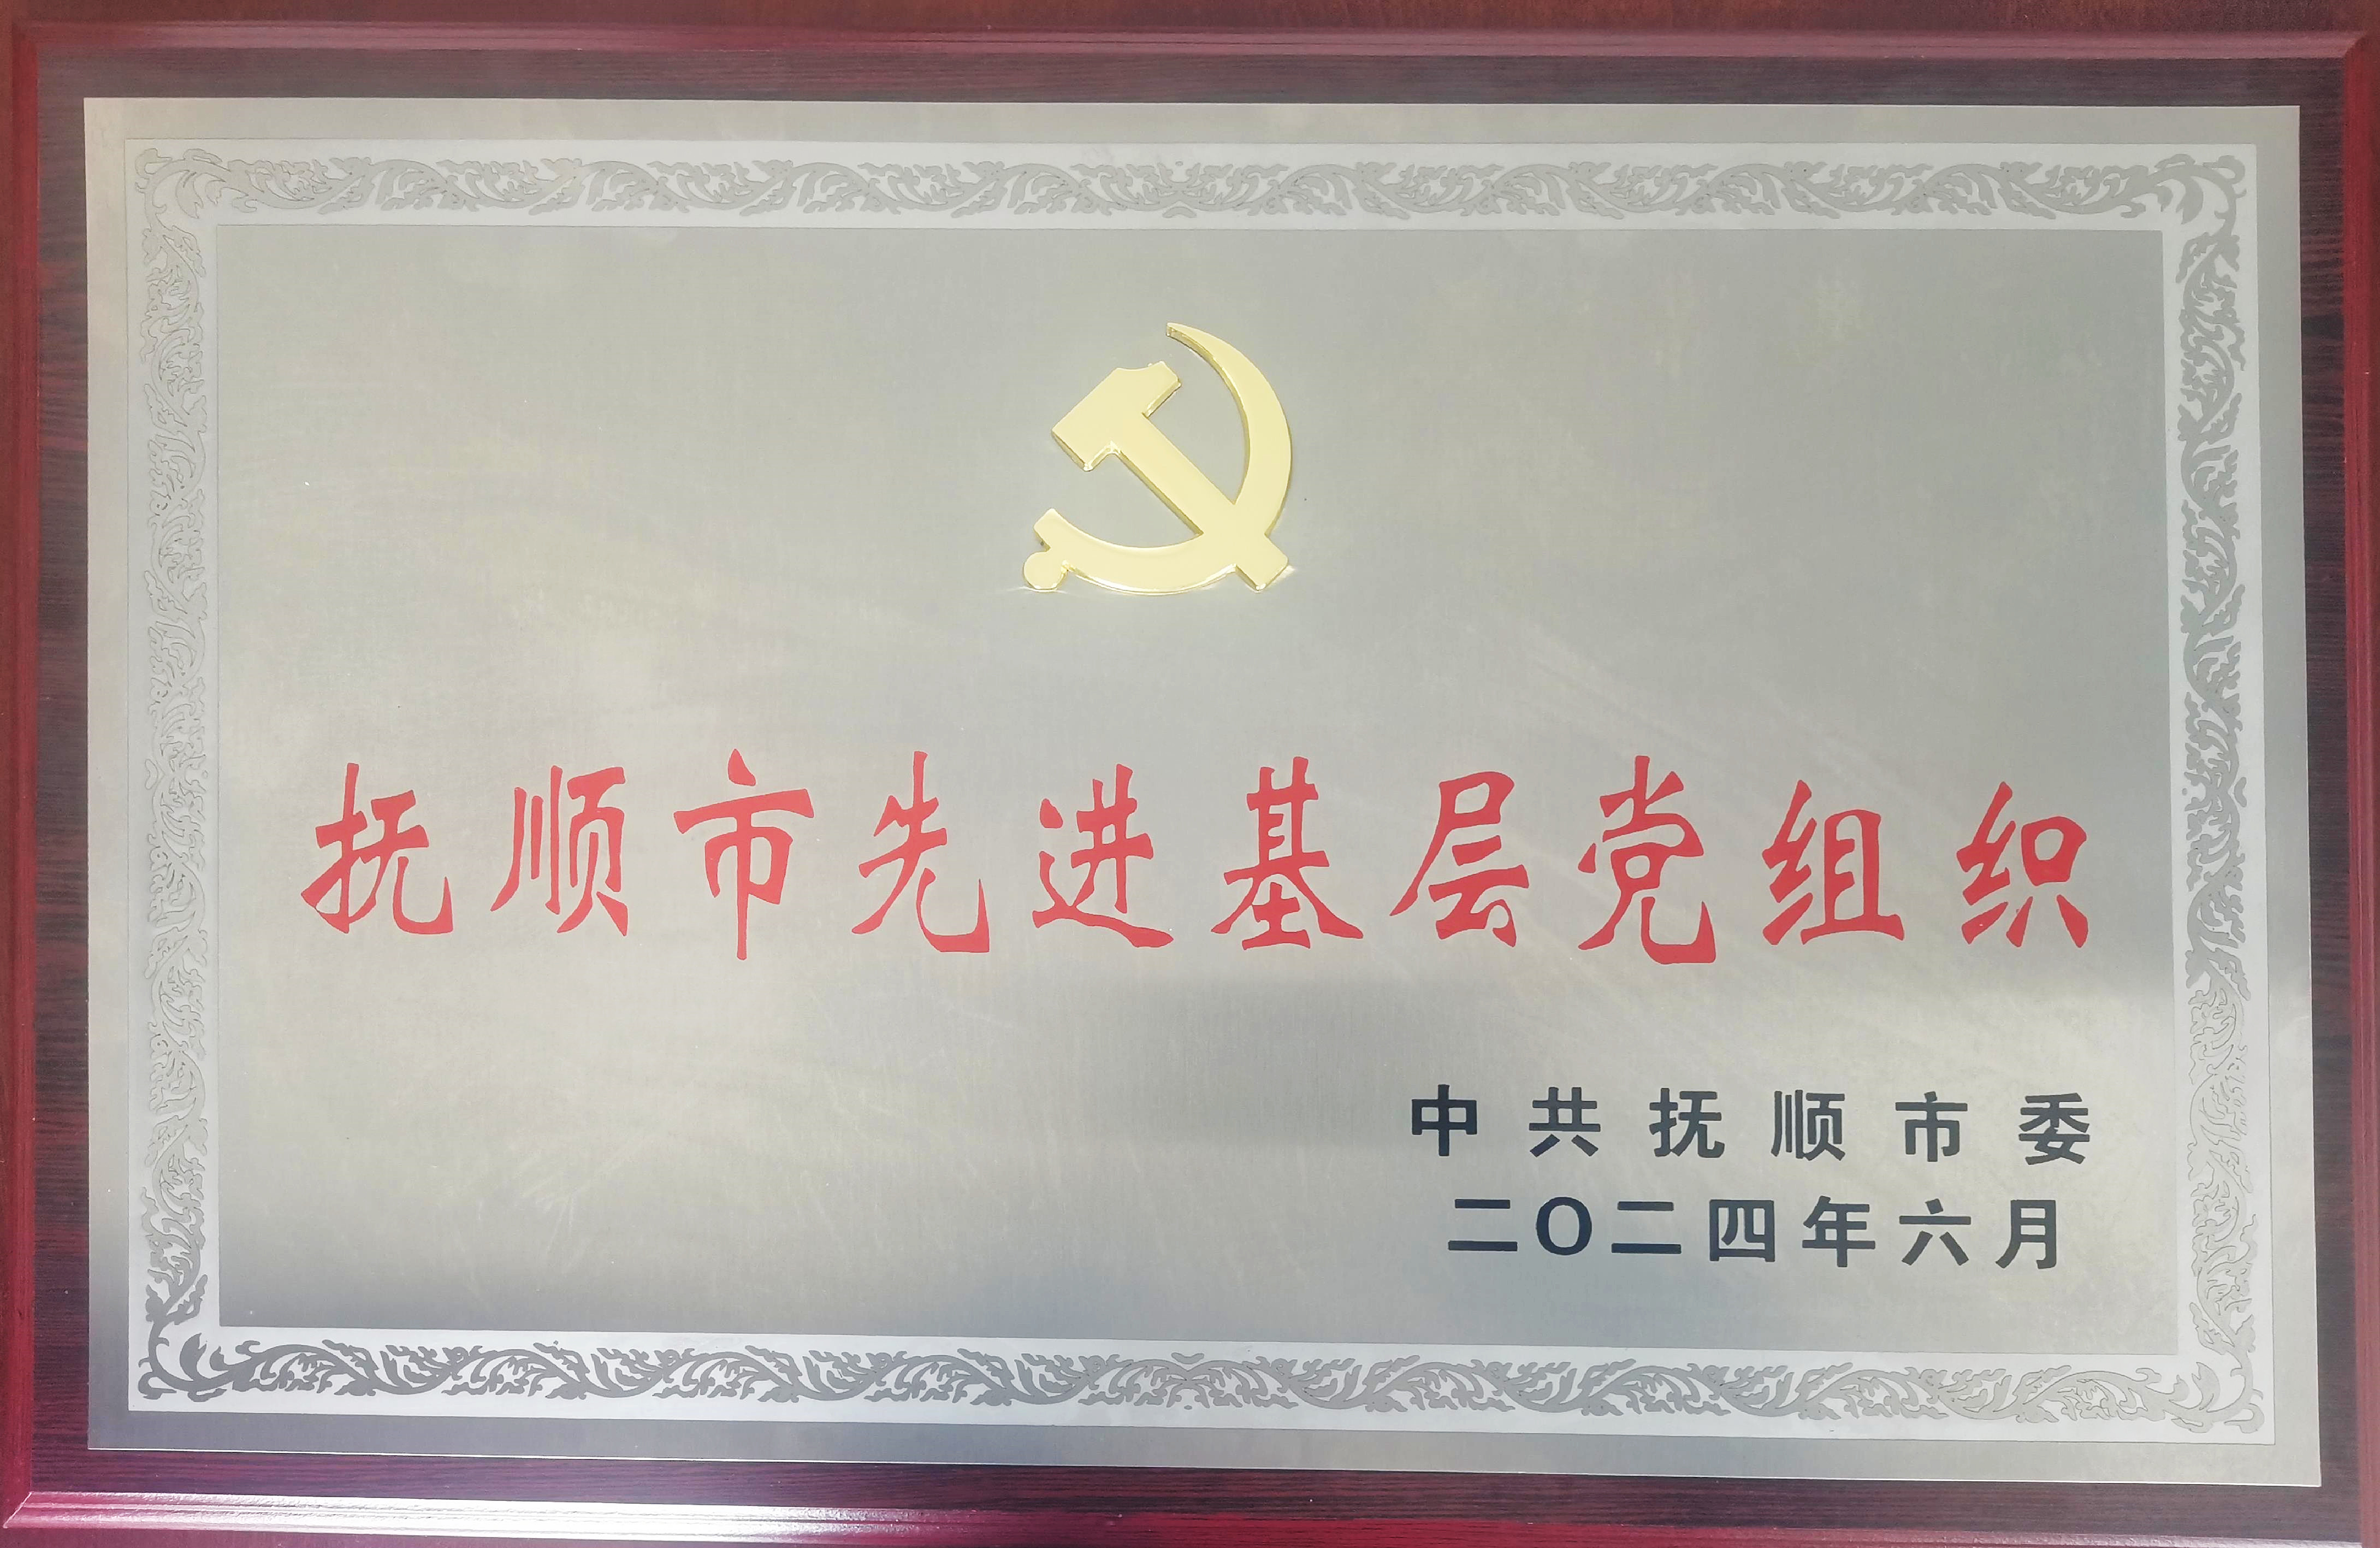 抚顺市先进基层党组织
中共抚顺市委
二〇二四年六月